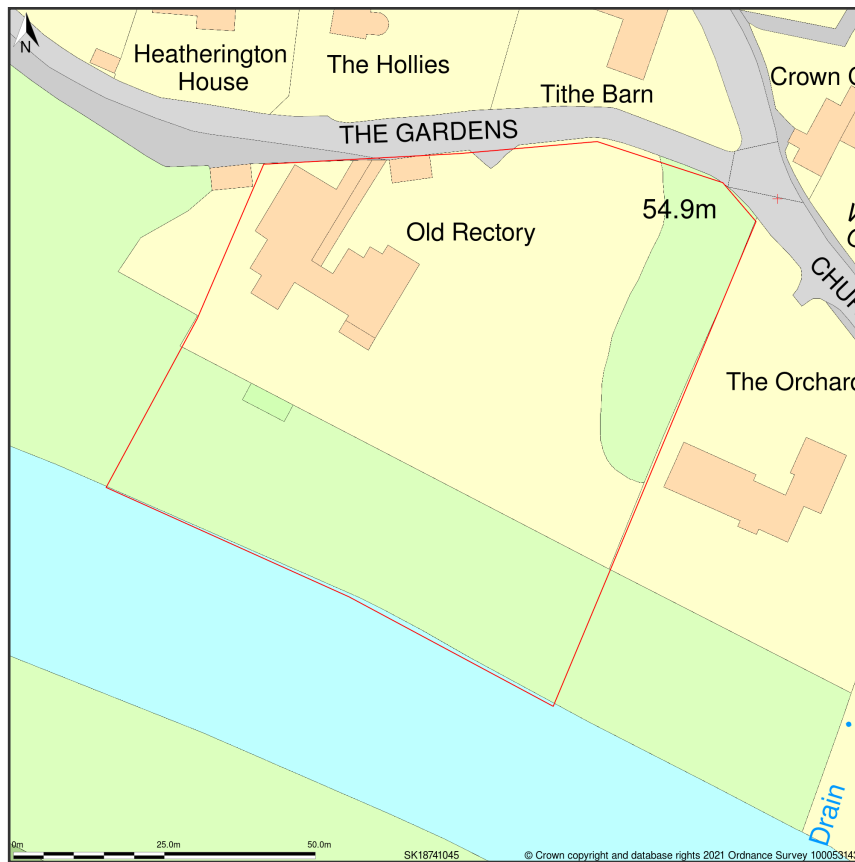 N
Heatherington
House
The Hollies
Tithe Barn
THE GARDENS
Old Rectory
54.9m
The Orchard
Drain
0m
25.0m
50.0m
SK18741045
© Crown copyright and database rights 2021 Ordnance Survey